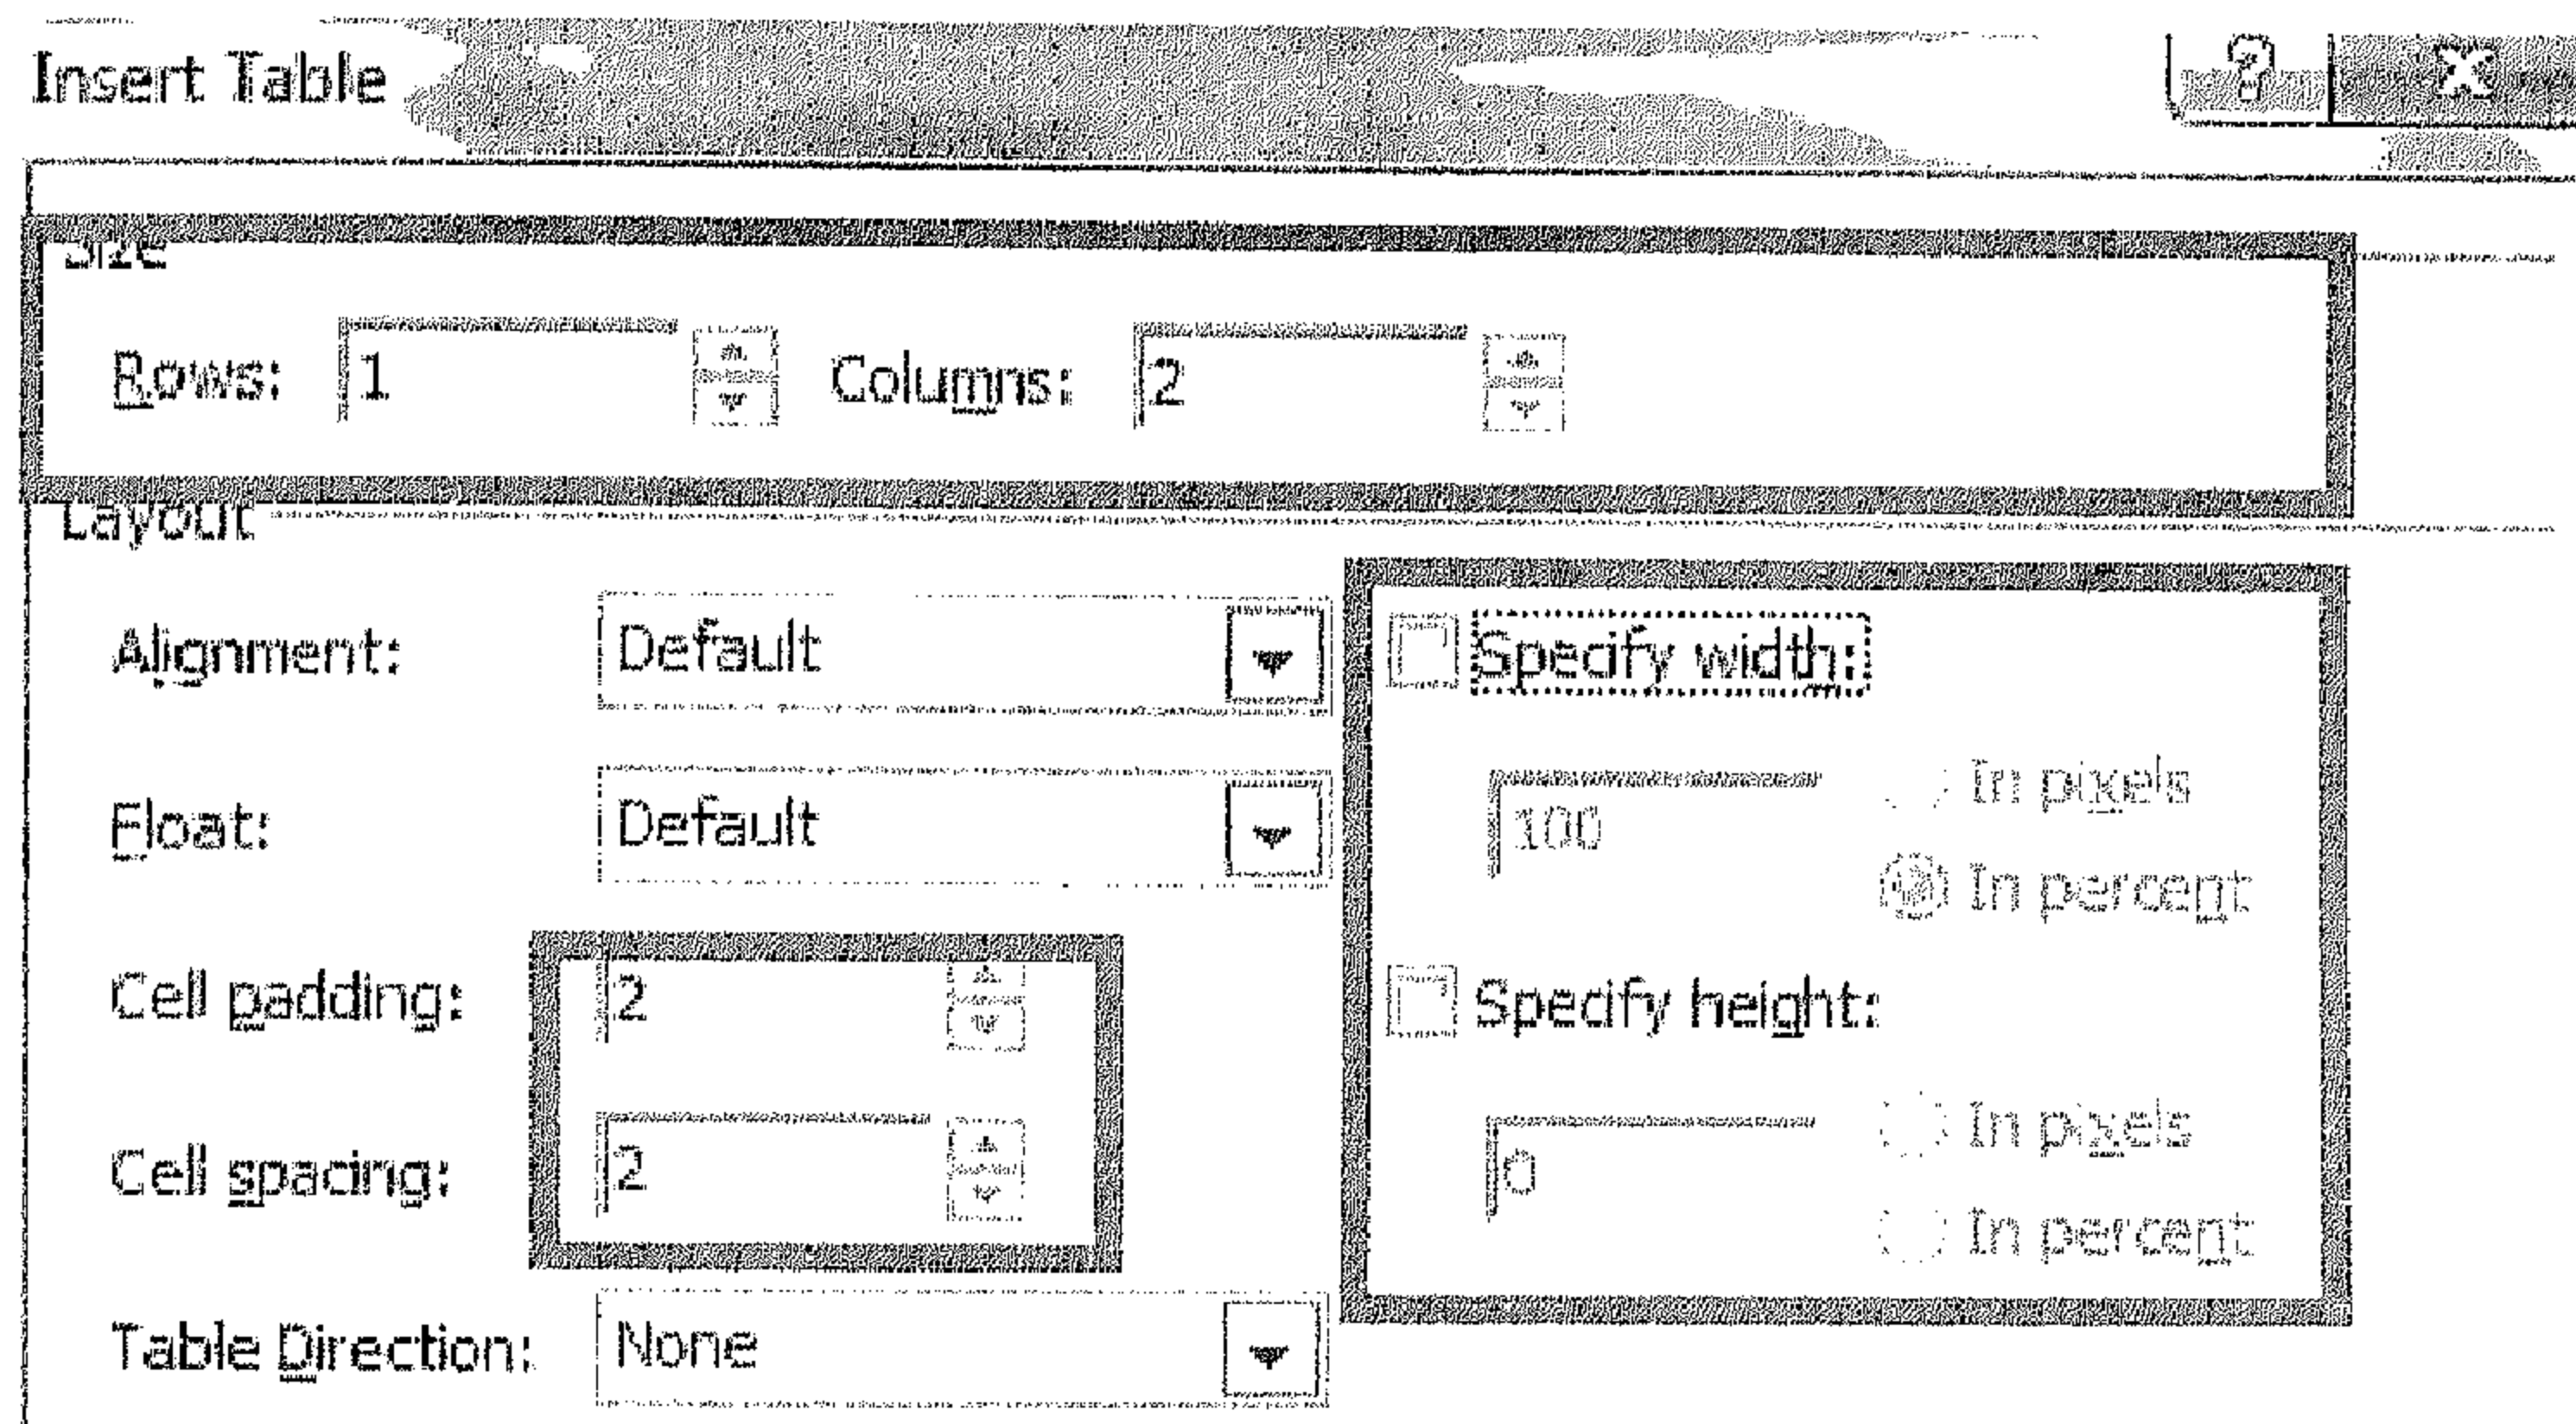 Insert Table ? X
Size
Rows: 1 Columns: 2
Layout
Alignment: Default
Specify width:
Float: Default
100
In pixels
In percent
Cell padding: 2
Specify height:
Cell spacing: 2
0
In pixels
In percent
Table Direction: None